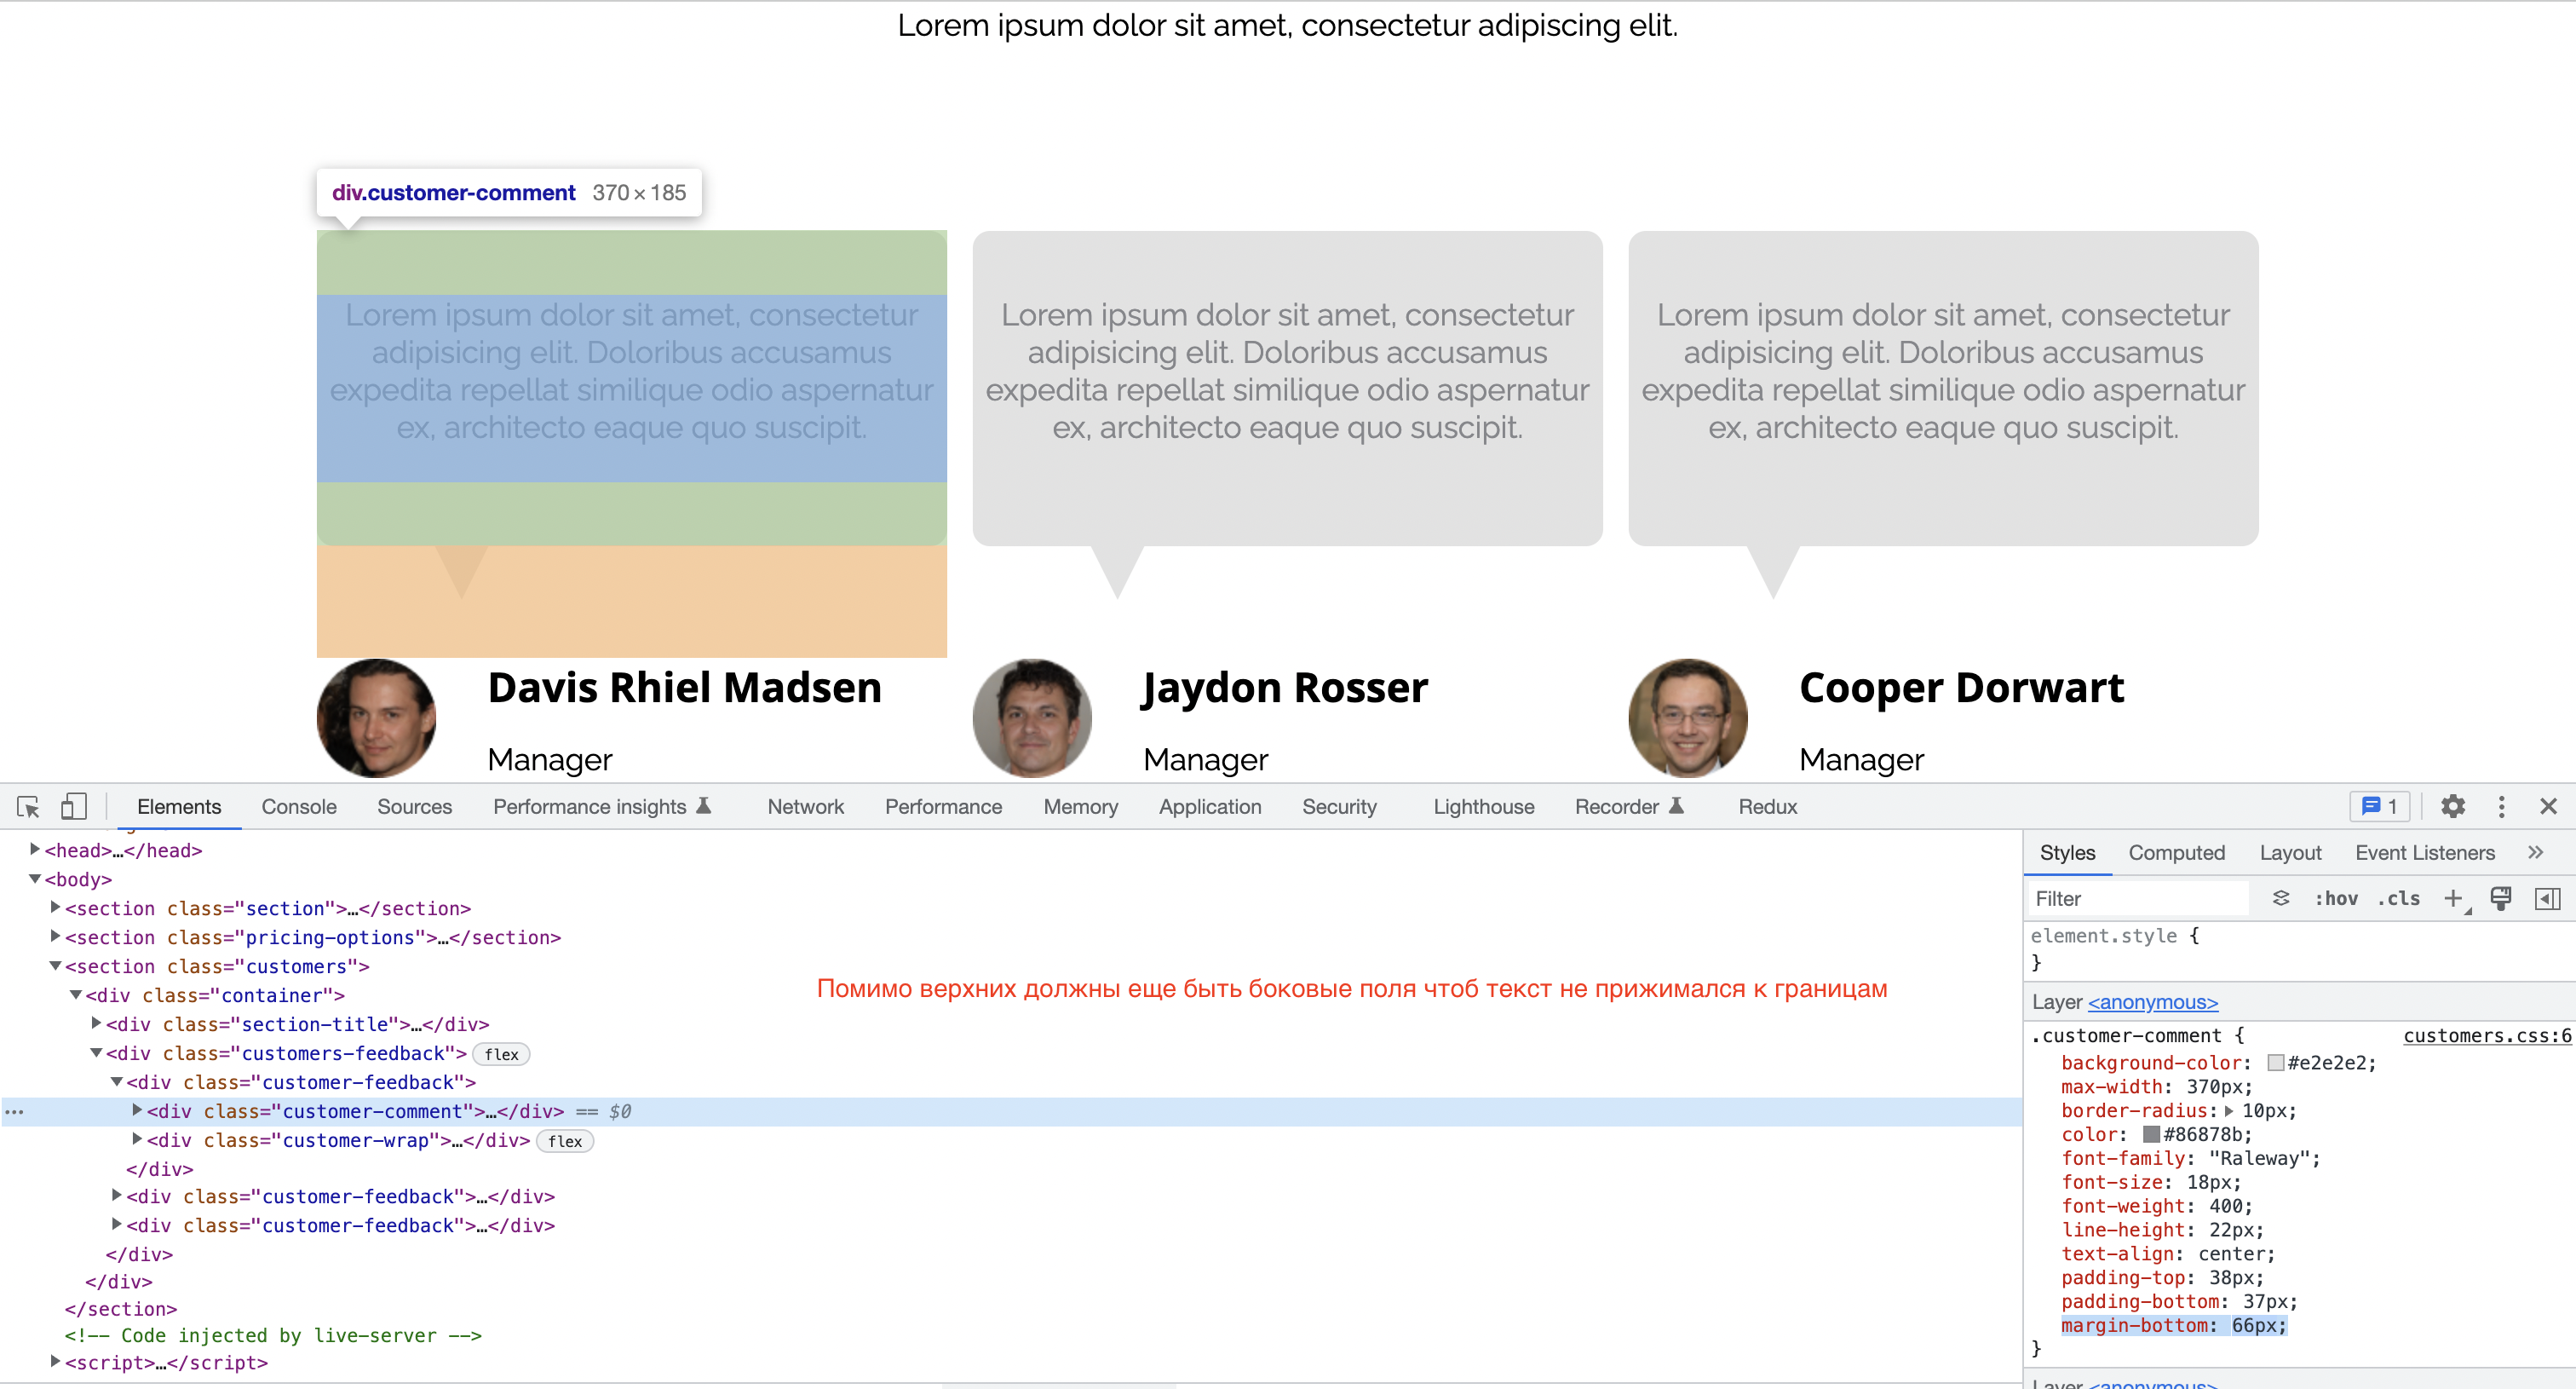 Lorem ipsum dolor sit amet, consectetur adipiscing elit.
div.customer-comment 370 × 185
Lorem ipsum dolor sit amet, consectetur
adipisicing elit. Doloribus accusamus
expedita repellat similique odio aspernatur
ex, architecto eaque quo suscipit.
Lorem ipsum dolor sit amet, consectetur
adipisicing elit. Doloribus accusamus
expedita repellat similique odio aspernatur
ex, architecto eaque quo suscipit.
Lorem ipsum dolor sit amet, consectetur
adipisicing elit. Doloribus accusamus
expedita repellat similique odio aspernatur
ex, architecto eaque quo suscipit.
Davis Rhiel Madsen
Manager
Jaydon Rosser
Manager
Cooper Dorwart
Manager
Elements Console Sources Performance insights Network Performance Memory Application Security Lighthouse Recorder Redux 1
<head>…</head>
<body>
<section class="section">…</section>
<section class="pricing-options">…</section>
<section class="customers">
<div class="container">
<div class="section-title">…</div>
<div class="customers-feedback"> flex
<div class="customer-feedback">
<div class="customer-comment">…</div> == $0
<div class="customer-wrap">…</div> flex
</div>
<div class="customer-feedback">…</div>
<div class="customer-feedback">…</div>
</div>
</div>
</section>
<!-- Code injected by live-server -->
<script>…</script>
Помимо верхних должны еще быть боковые поля чтоб текст не прижимался к границам
Styles Computed Layout Event Listeners »
Filter :hov .cls +
element.style {
}
Layer <anonymous>
.customer-comment { customers.css:6
background-color: #e2e2e2;
max-width: 370px;
border-radius: 10px;
color: #86878b;
font-family: "Raleway";
font-size: 18px;
font-weight: 400;
line-height: 22px;
text-align: center;
padding-top: 38px;
padding-bottom: 37px;
margin-bottom: 66px;
}
Layer <anonymous>